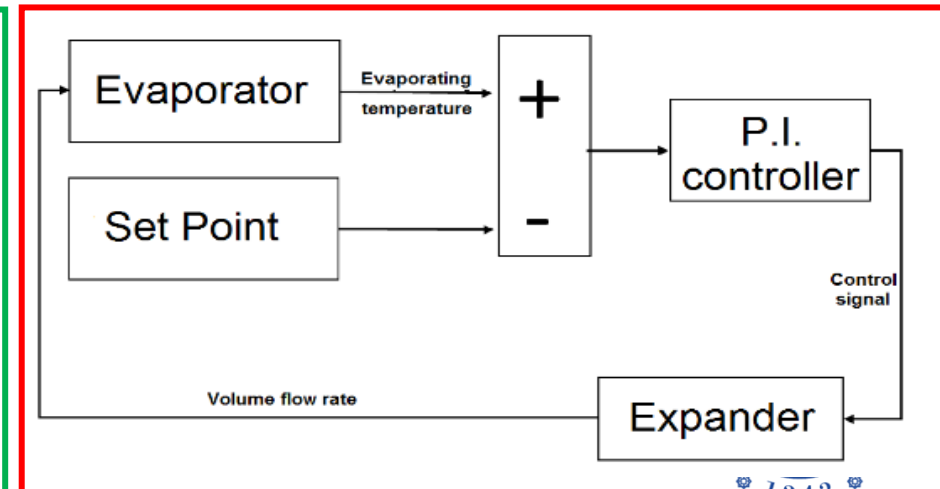 Evaporator
Evaporating
temperature
+
P.I.
controller
Set Point
-
Control
signal
Volume flow rate
Expander